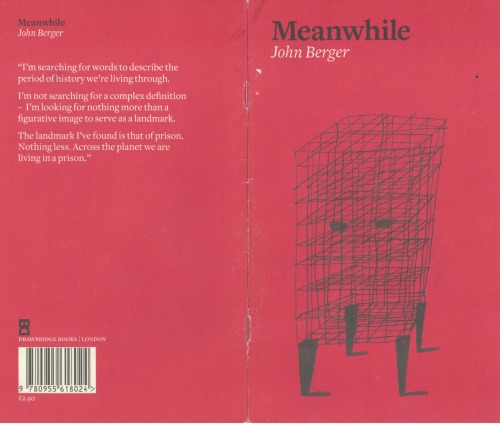 Meanwhile
John Berger
“I’m searching for words to describe the
period of history we’re living through.
I’m not searching for a complex definition
– I’m looking for nothing more than a
figurative image to serve as a landmark.
The landmark I’ve found is that of prison.
Nothing less. Across the planet we are
living in a prison.”
DRAWBRIDGE BOOKS | LONDON
9 780955 618024 >
£2.90
Meanwhile
John Berger